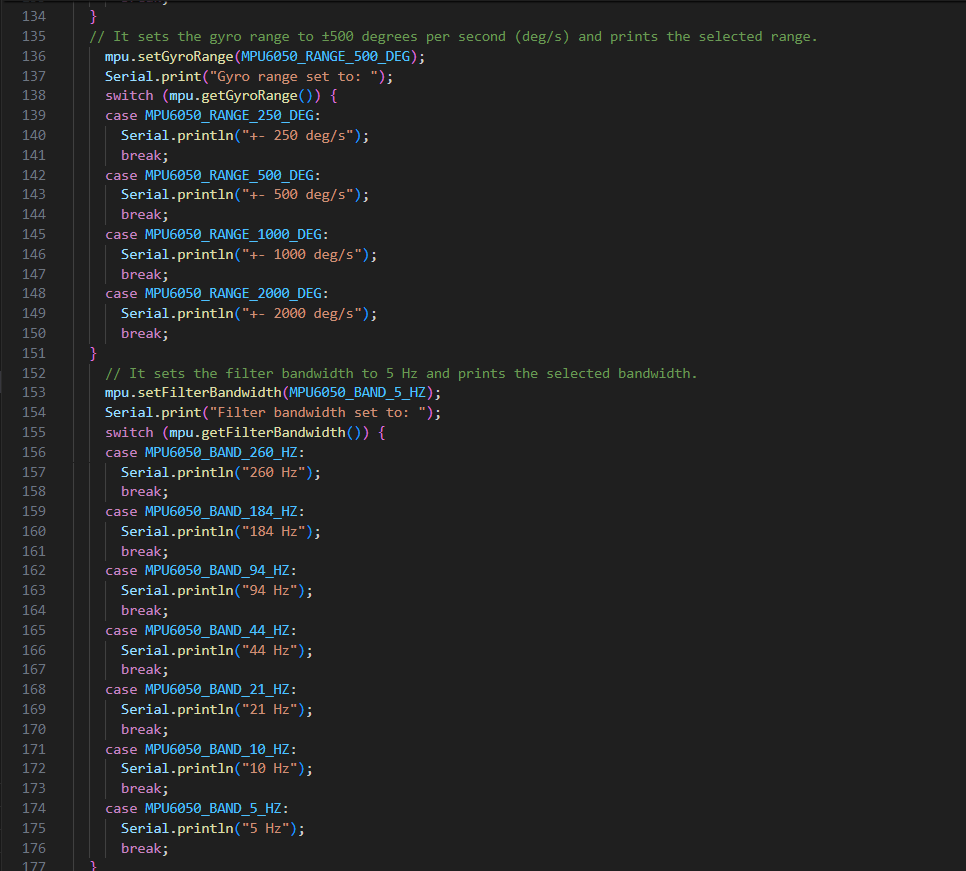 134 }
135 // It sets the gyro range to ±500 degrees per second (deg/s) and prints the selected range.
136 mpu.setGyroRange(MPU6050_RANGE_500_DEG);
137 Serial.print("Gyro range set to: ");
138 switch (mpu.getGyroRange()) {
139 case MPU6050_RANGE_250_DEG:
140 Serial.println("+- 250 deg/s");
141 break;
142 case MPU6050_RANGE_500_DEG:
143 Serial.println("+- 500 deg/s");
144 break;
145 case MPU6050_RANGE_1000_DEG:
146 Serial.println("+- 1000 deg/s");
147 break;
148 case MPU6050_RANGE_2000_DEG:
149 Serial.println("+- 2000 deg/s");
150 break;
151 }
152 // It sets the filter bandwidth to 5 Hz and prints the selected bandwidth.
153 mpu.setFilterBandwidth(MPU6050_BAND_5_HZ);
154 Serial.print("Filter bandwidth set to: ");
155 switch (mpu.getFilterBandwidth()) {
156 case MPU6050_BAND_260_HZ:
157 Serial.println("260 Hz");
158 break;
159 case MPU6050_BAND_184_HZ:
160 Serial.println("184 Hz");
161 break;
162 case MPU6050_BAND_94_HZ:
163 Serial.println("94 Hz");
164 break;
165 case MPU6050_BAND_44_HZ:
166 Serial.println("44 Hz");
167 break;
168 case MPU6050_BAND_21_HZ:
169 Serial.println("21 Hz");
170 break;
171 case MPU6050_BAND_10_HZ:
172 Serial.println("10 Hz");
173 break;
174 case MPU6050_BAND_5_HZ:
175 Serial.println("5 Hz");
176 break;
177 }